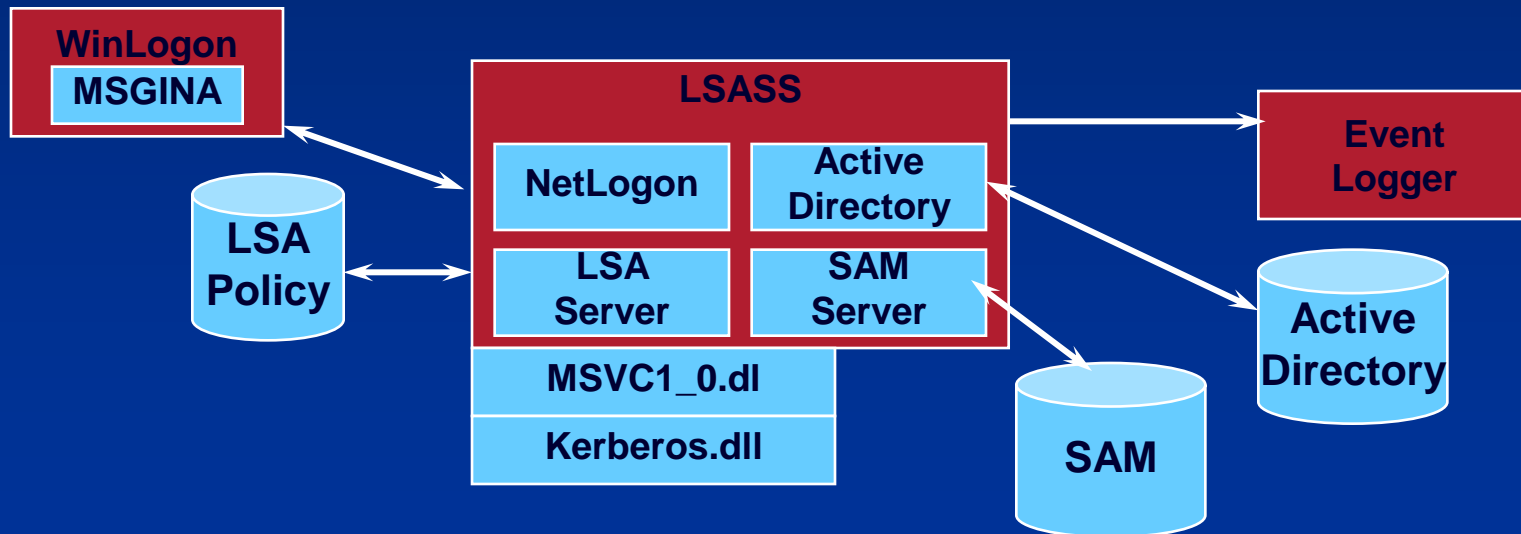 WinLogon
MSGINA
LSA
Policy
LSASS
NetLogon
Active
Directory
LSA
Server
SAM
Server
MSVC1_0.dl
Kerberos.dll
Event
Logger
Active
Directory
SAM